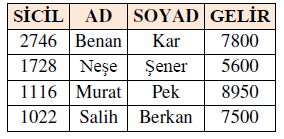 SİCİL AD SOYAD GELİR
2746 Benan Kar 7800
1728 Neşe Şener 5600
1116 Murat Pek 8950
1022 Salih Berkan 7500